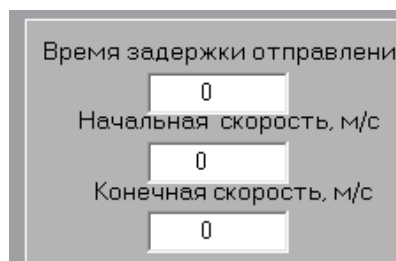 Время задержки отправлени
0
Начальная скорость, м/с
0
Конечная скорость, м/с
0